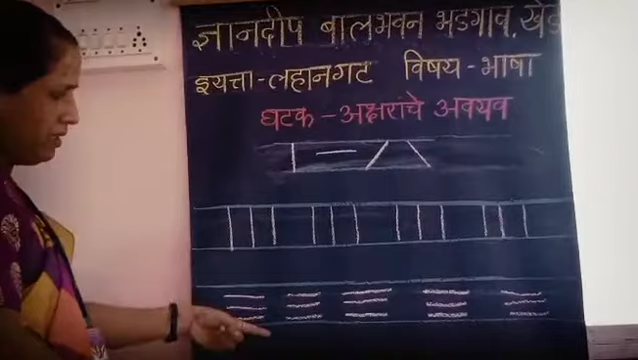 ज्ञानदीप बालभवन भडगाव, खेड
इयत्ता - लहानगट विषय - भाषा
घटक - अक्षरांचे अवयव